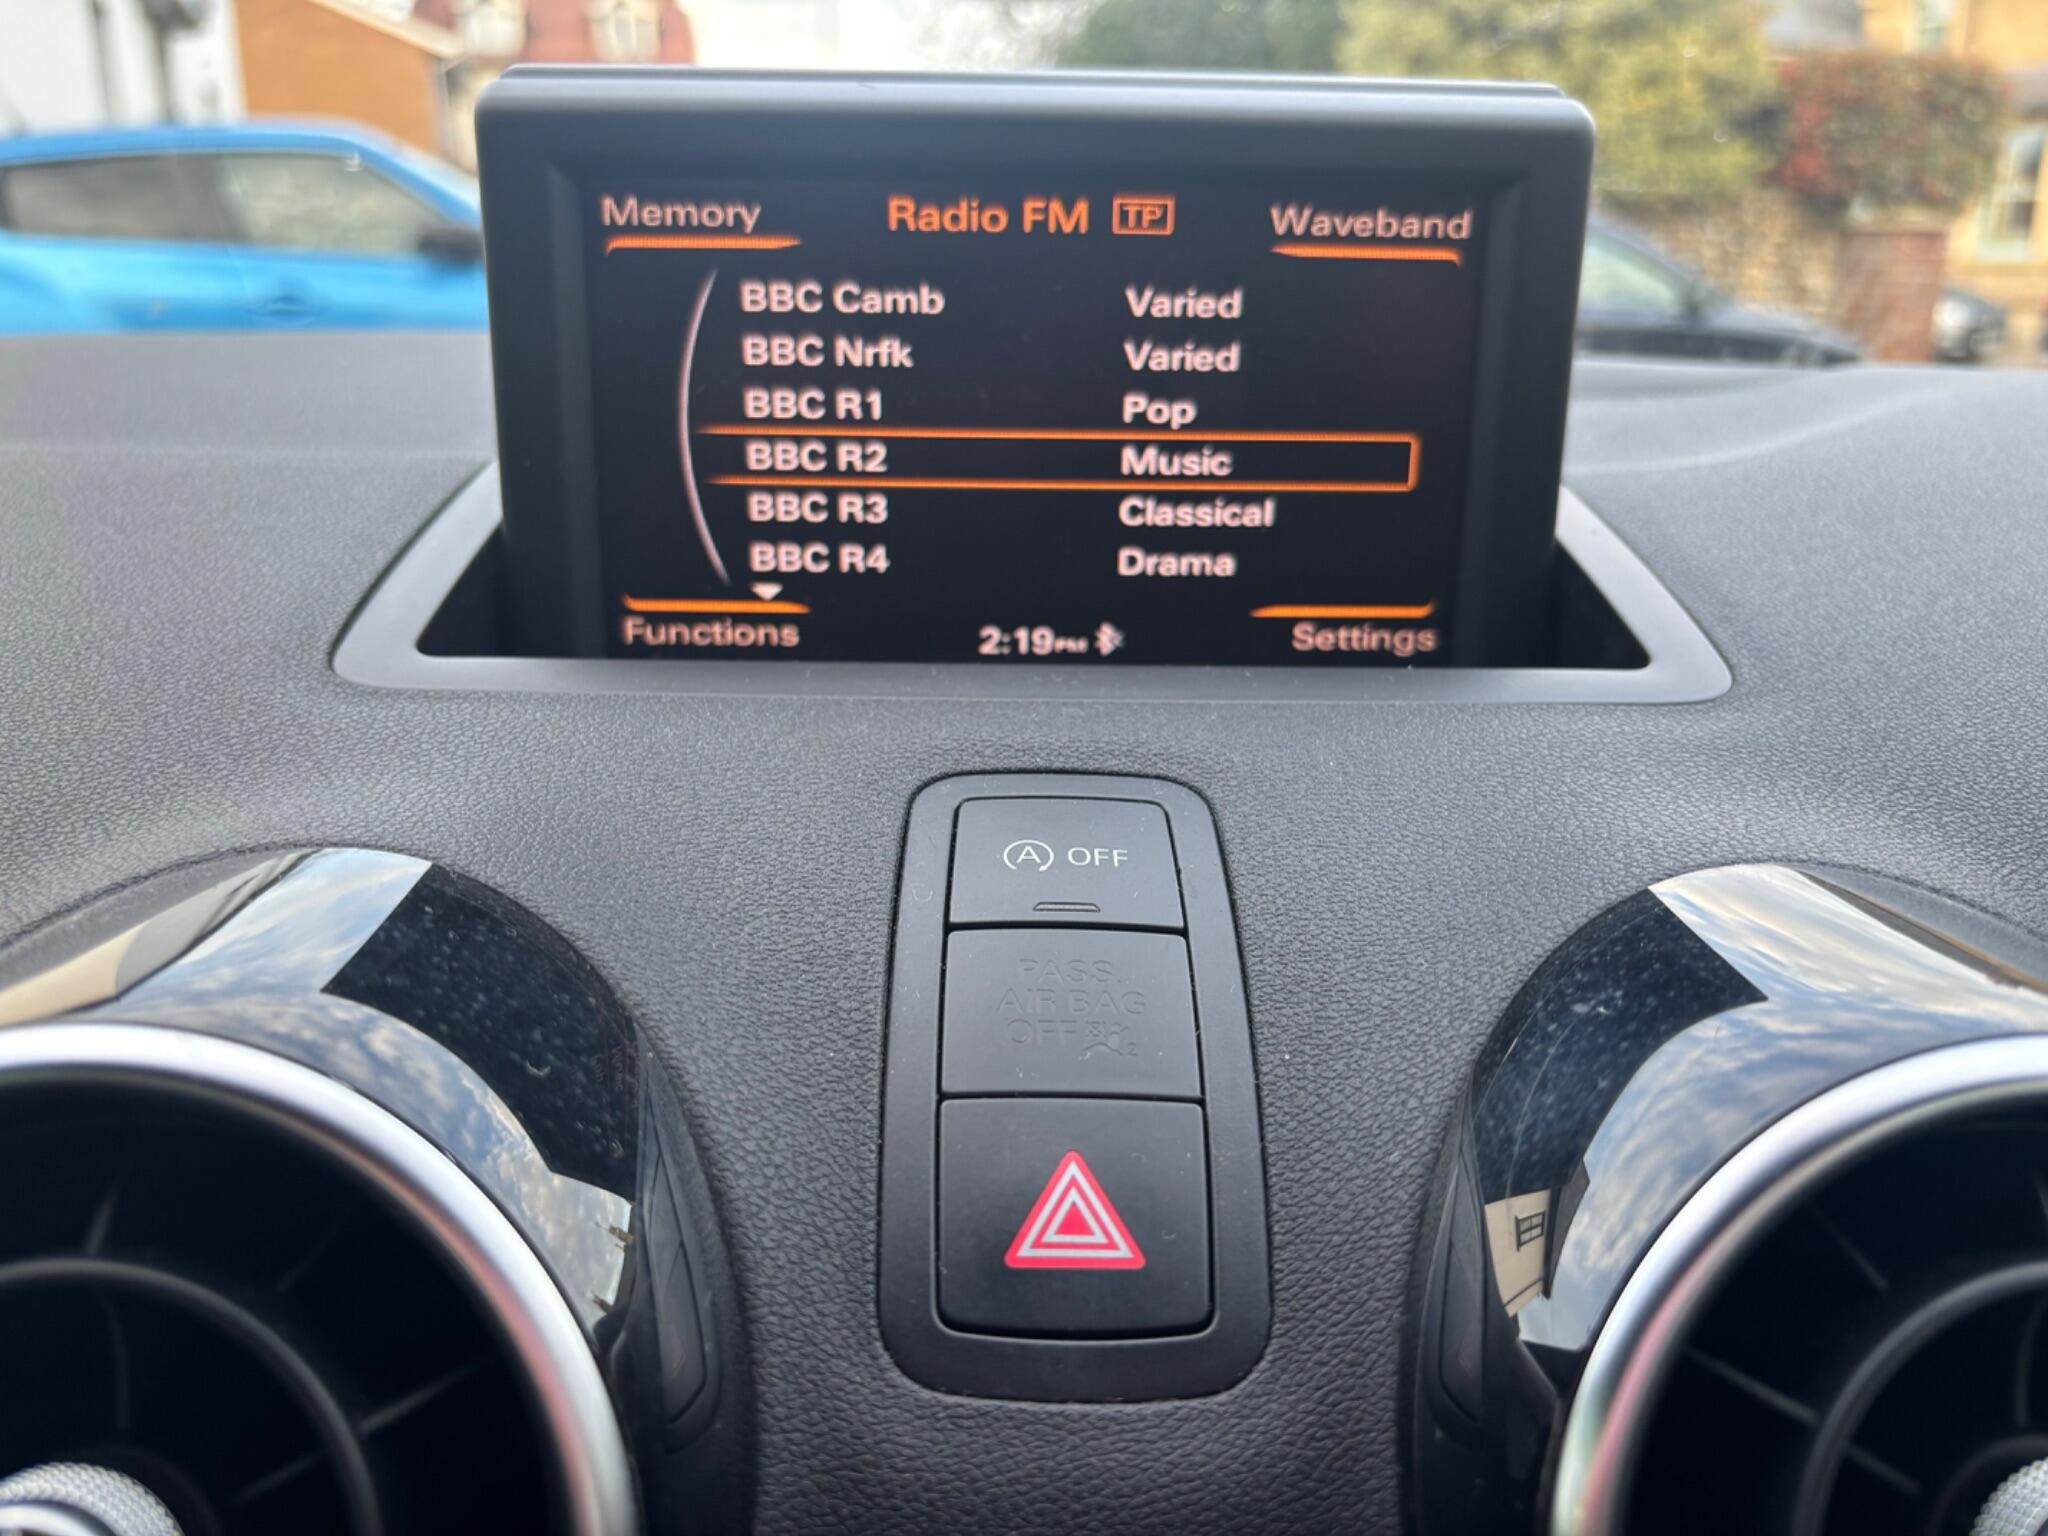 Memory Radio FM TP Waveband
BBC Camb Varied
BBC Nrfk Varied
BBC R1 Pop
BBC R2 Music
BBC R3 Classical
BBC R4 Drama
Functions 2:19PM Settings
A OFF
PASS.
AIR BAG
OFF 2